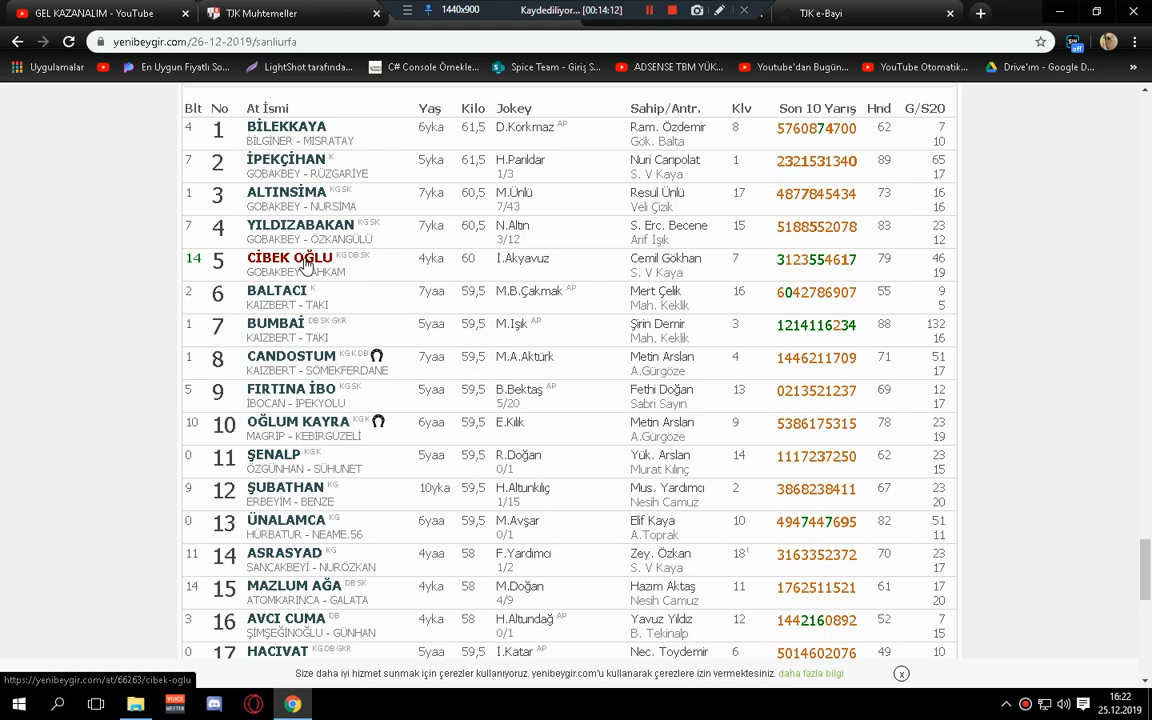 GEL KAZANALIM - YouTube
TJK Muhtemeller
1440x900
Kaydediliyor... [00:14:12]
TJK e-Bayi
yenibeygir.com/26-12-2019/sanliurfa
Uygulamalar
En Uygun Fiyatlı So...
LightShot tarafında...
C# Console Örnekle...
Spice Team - Giriş S...
ADSENSE TBM YÜK...
Youtube'dan Bugün...
YouTube Otomatik...
Drive'ım - Google D...
Blt No At İsmi Yaş Kilo Jokey Sahip/Antr. Klv Son 10 Yarış Hnd G/S20
4 1 BİLEKKAYA 6yka 61,5 D.Korkmaz AP Ram. Özdemir 8 5760874700 62 7
BİLGİNER - MISRATAY Gök. Balta 10
7 2 İPEKÇİHAN K 5yka 61,5 H.Parıldar Nuri Canpolat 1 2321531340 89 65
GOBAKBEY - RÜZGARİYE 1/3 S. V Kaya 17
1 3 ALTINSİMA KG SK 7yka 60,5 M.Ünlü Resul Ünlü 17 4877845434 73 16
GOBAKBEY - NURSİMA 7/43 Veli Çizik 16
7 4 YILDIZABAKAN KG SK 7yka 60,5 N.Altın S. Erc. Becene 15 5188552078 83 23
GOBAKBEY - ÖZKANGÜLÜ 3/12 Arif Işık 12
14 5 CİBEK OĞLU KG DB SK 4yka 60 İ.Akyavuz Cemil Gökhan 7 3123554617 79 46
GOBAKBEY AHKAM S. V Kaya 19
2 6 BALTACI K 7yaa 59,5 M.B.Çakmak AP Mert Çelik 16 6042786907 55 9
KAIZBERT - TAKI Mah. Keklik 5
1 7 BUMBAİ DB SK GKR 5yaa 59,5 M.Işık AP Şirin Demir 3 1214116234 88 132
KAIZBERT - TAKI Mah. Keklik 16
1 8 CANDOSTUM KG K DB 7yaa 59,5 M.A.Aktürk Metin Arslan 4 1446211709 71 51
KAIZBERT - SÖMEKFERDANE A.Gürgöze 17
5 9 FIRTINA İBO KG SK 5yaa 59,5 B.Bektaş AP Fethi Doğan 13 0213521237 69 12
İBOCAN - İPEKYOLU 5/20 Sabri Sayın 17
10 10 OĞLUM KAYRA KG K 6yaa 59,5 E.Kılık Metin Arslan 9 5386175315 78 23
MAGRİP - KEBİRGÜZELİ A.Gürgöze 19
0 11 ŞENALP KG K 5yaa 59,5 R.Doğan Yük. Arslan 14 1117237250 62 23
ÖZGÜNHAN - SÜHUNET 0/1 Murat Kılınç 15
9 12 ŞUBATHAN KG 10yka 59,5 H.Altunkılıç Mus. Yardımcı 2 3868238411 67 23
ERBEYİM - BENZE 1/15 Nesih Camuz 20
0 13 ÜNALAMCA KG 6yaa 59,5 M.Avşar Elif Kaya 10 4947447695 82 51
HÜRBATUR - NEAME.56 0/1 A.Toprak 11
11 14 ASRASYAD KG 4yaa 58 F.Yardımcı Zey. Özkan 18 3163352372 70 23
SANCAKBEYİ - NURÖZKAN 1/2 S. V Kaya 17
14 15 MAZLUM AĞA DB SK 4yka 58 M.Doğan Hazım Aktaş 11 1762511521 61 17
ATOMKARINCA - GALATA 4/9 Nesih Camuz 20
3 16 AVCI CUMA DB 4yka 58 H.Altundağ AP Yavuz Yıldız 12 1442160892 52 7
ŞİMŞEĞİNOĞLU - GÜNHAN 0/1 B. Tekinalp 15
0 17 HACIVAT KG DB GKR 5yaa 59,5 İ.Katar AP Nec. Toydemir 6 5014602076 49 10
Size daha iyi hizmet sunmak için çerezler kullanıyoruz. yenibeygir.com'u kullanarak çerezlere izin vermektesiniz. daha fazla bilgi
https://yenibeygir.com/at/66263/cibek-oglu
16:22
25.12.2019